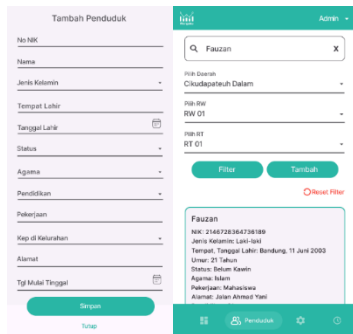 Tambah Penduduk
No NIK
Nama
Jenis Kelamin
Tempat Lahir
Tanggal Lahir
Status
Agama
Pendidikan
Pekerjaan
Kep di Kelurahan
Alamat
Tgl Mulai Tinggal
Simpan
Tutup
Admin
Fauzan
X
Pilih Daerah
Cikudapateuh Dalam
Pilih RW
RW 01
Pilih RT
RT 01
Filter
Tambah
Reset Filter
Fauzan
NIK: 2146728364736189
Jenis Kelamin: Laki-laki
Tempat, Tanggal Lahir: Bandung, 11 Juni 2003
Umur: 21 Tahun
Status: Belum Kawin
Agama: Islam
Pekerjaan: Mahasiswa
Alamat: Jalan Ahmad Yani
Penduduk